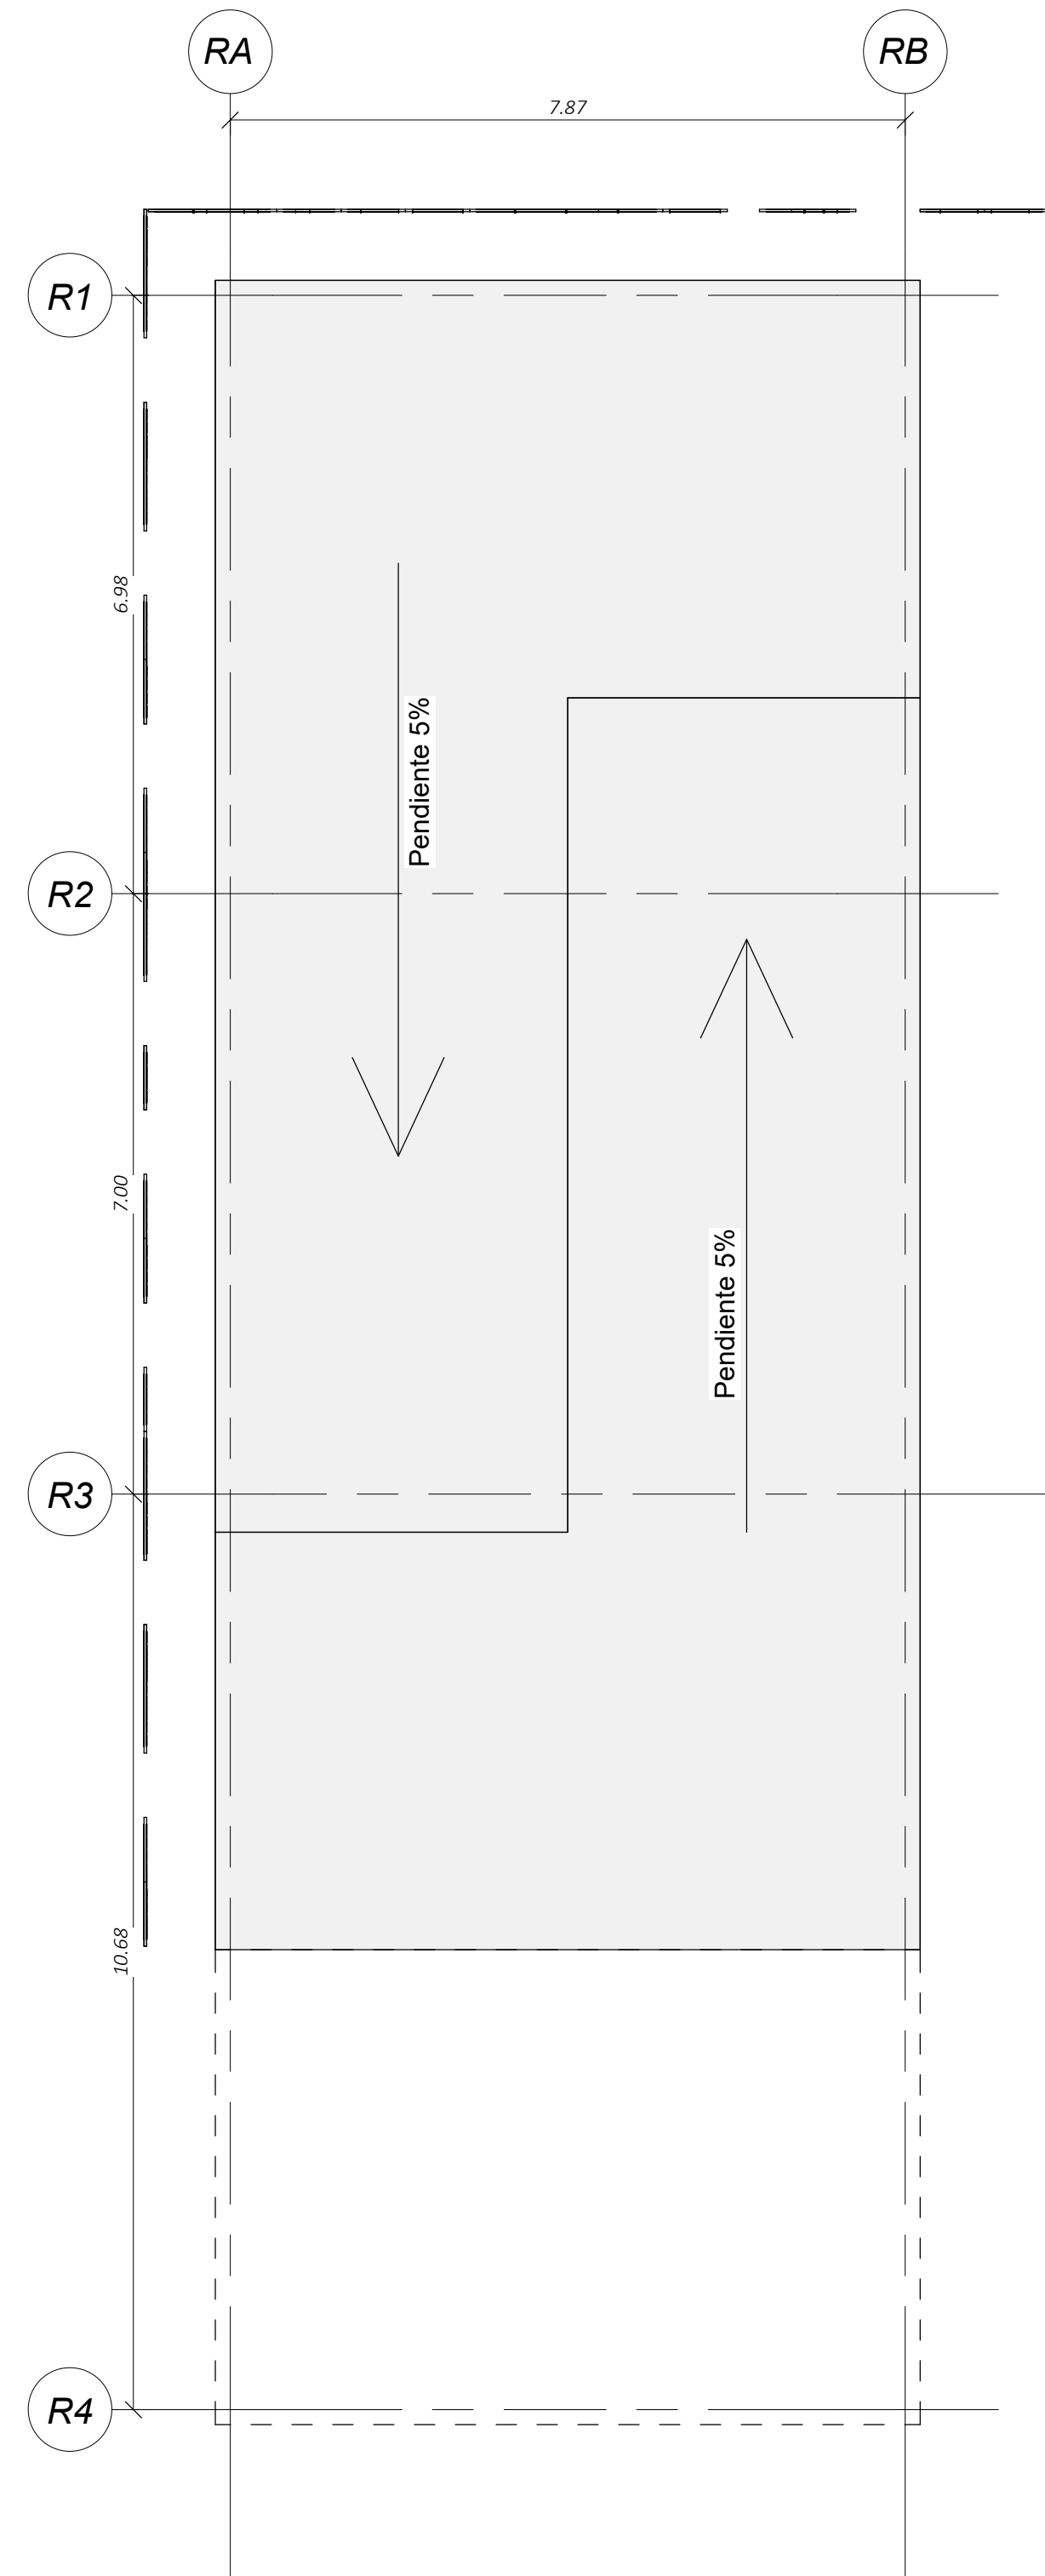 RA
RB
7.87
R1
6.98
Pendiente 5%
R2
7.00
Pendiente 5%
R3
10.68
R4